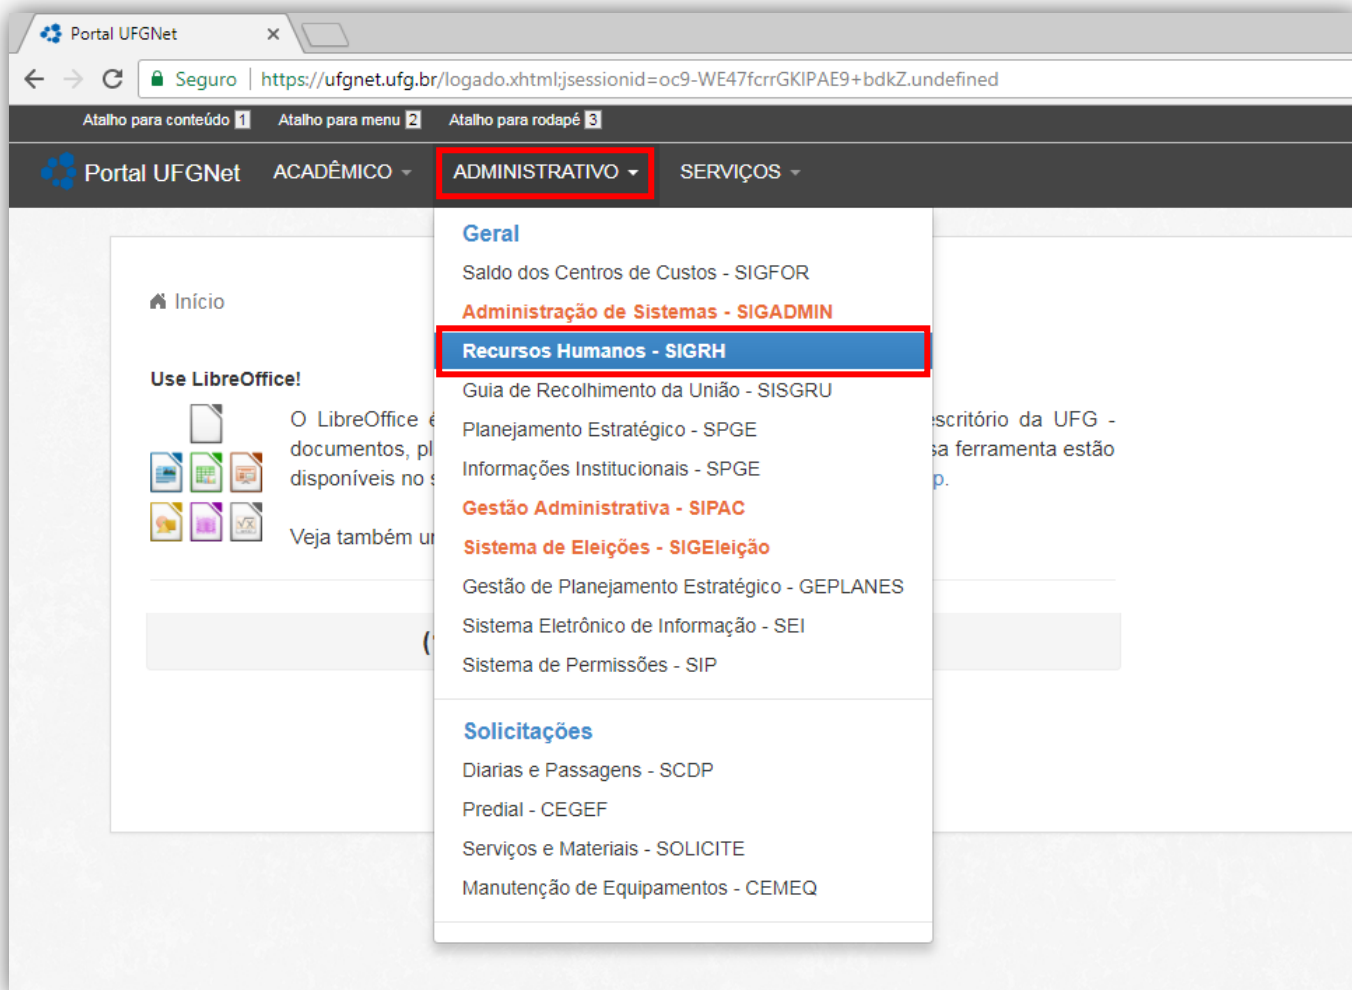 Portal UFGNet
Seguro | https://ufgnet.ufg.br/logado.xhtml;jsessionid=oc9-WE47fcrrGKIPAE9+bdkZ.undefined
Atalho para conteúdo 1 Atalho para menu 2 Atalho para rodapé 3
Portal UFGNet ACADÊMICO ADMINISTRATIVO SERVIÇOS
Geral
Saldo dos Centros de Custos - SIGFOR
Administração de Sistemas - SIGADMIN
Recursos Humanos - SIGRH
Guia de Recolhimento da União - SISGRU
Planejamento Estratégico - SPGE
Informações Institucionais - SPGE
Gestão Administrativa - SIPAC
Sistema de Eleições - SIGEleição
Gestão de Planejamento Estratégico - GEPLANES
Sistema Eletrônico de Informação - SEI
Sistema de Permissões - SIP
Solicitações
Diarias e Passagens - SCDP
Predial - CEGEF
Serviços e Materiais - SOLICITE
Manutenção de Equipamentos - CEMEQ
Início
Use LibreOffice!
O LibreOffice escritório da UFG -
documentos, ferramenta estão
disponíveis no
Veja também